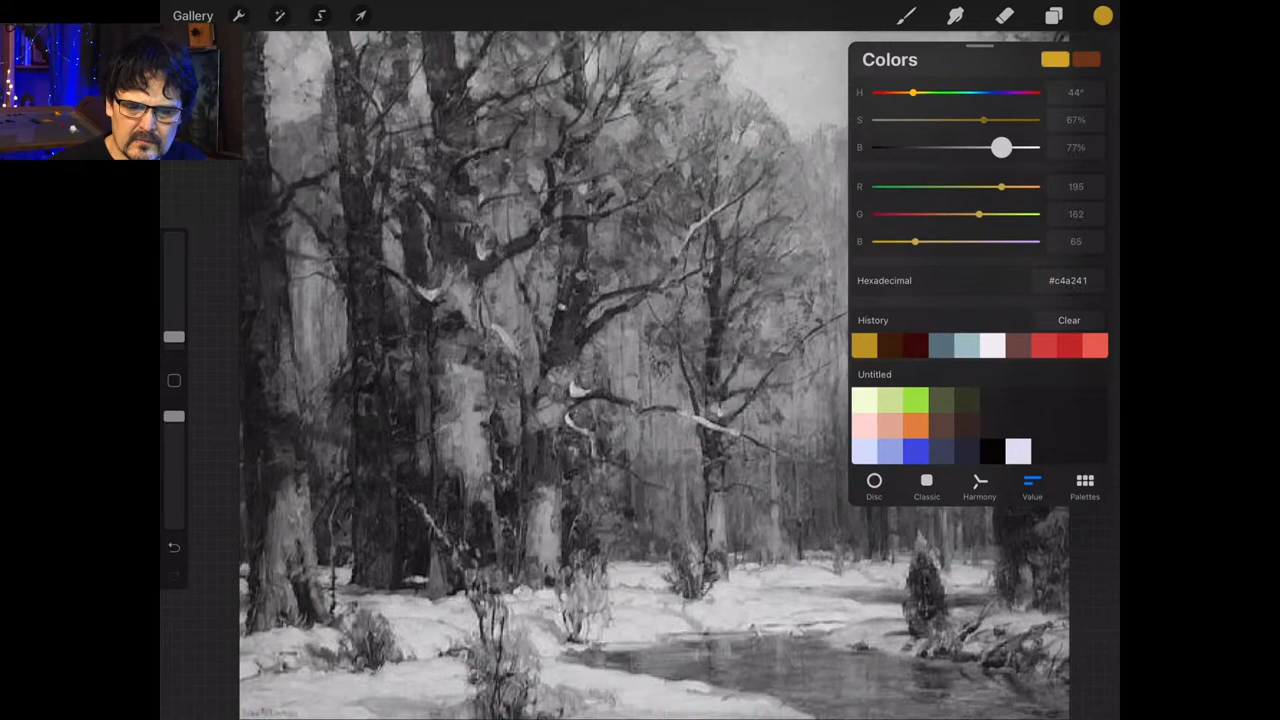 Gallery
Colors
H 44°
S 67%
B 77%
R 195
G 162
B 65
Hexadecimal #c4a241
History Clear
Untitled
Disc Classic Harmony Value Palettes